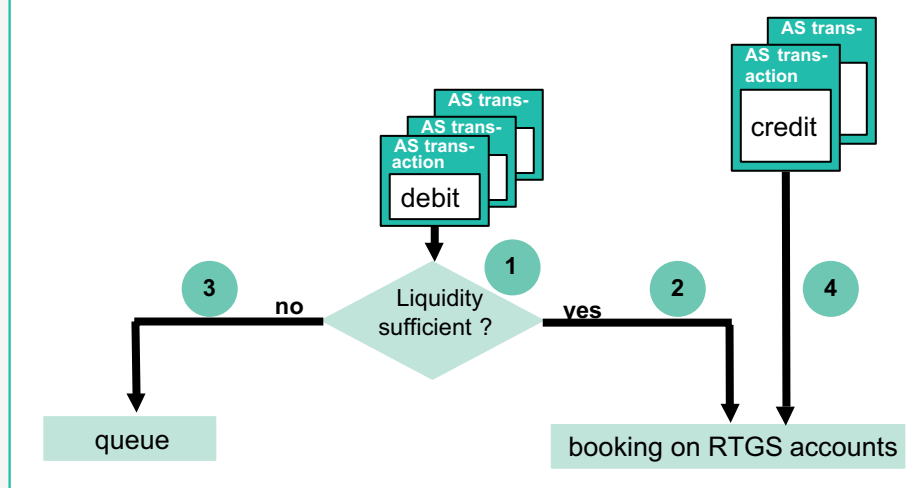 AS trans-
AS trans-
action
credit
AS trans-
AS trans-
AS trans-
action
debit
1
Liquidity
sufficient ?
3
no
yes
2
4
queue
booking on RTGS accounts